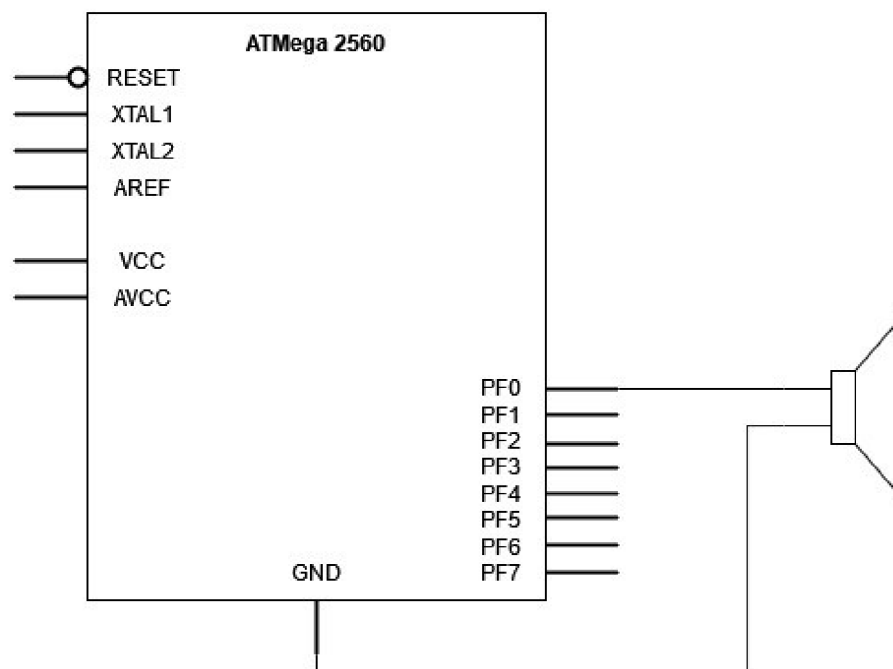 ATMega 2560
RESET
XTAL1
XTAL2
AREF
VCC
AVCC
PF0
PF1
PF2
PF3
PF4
PF5
PF6
GND
PF7